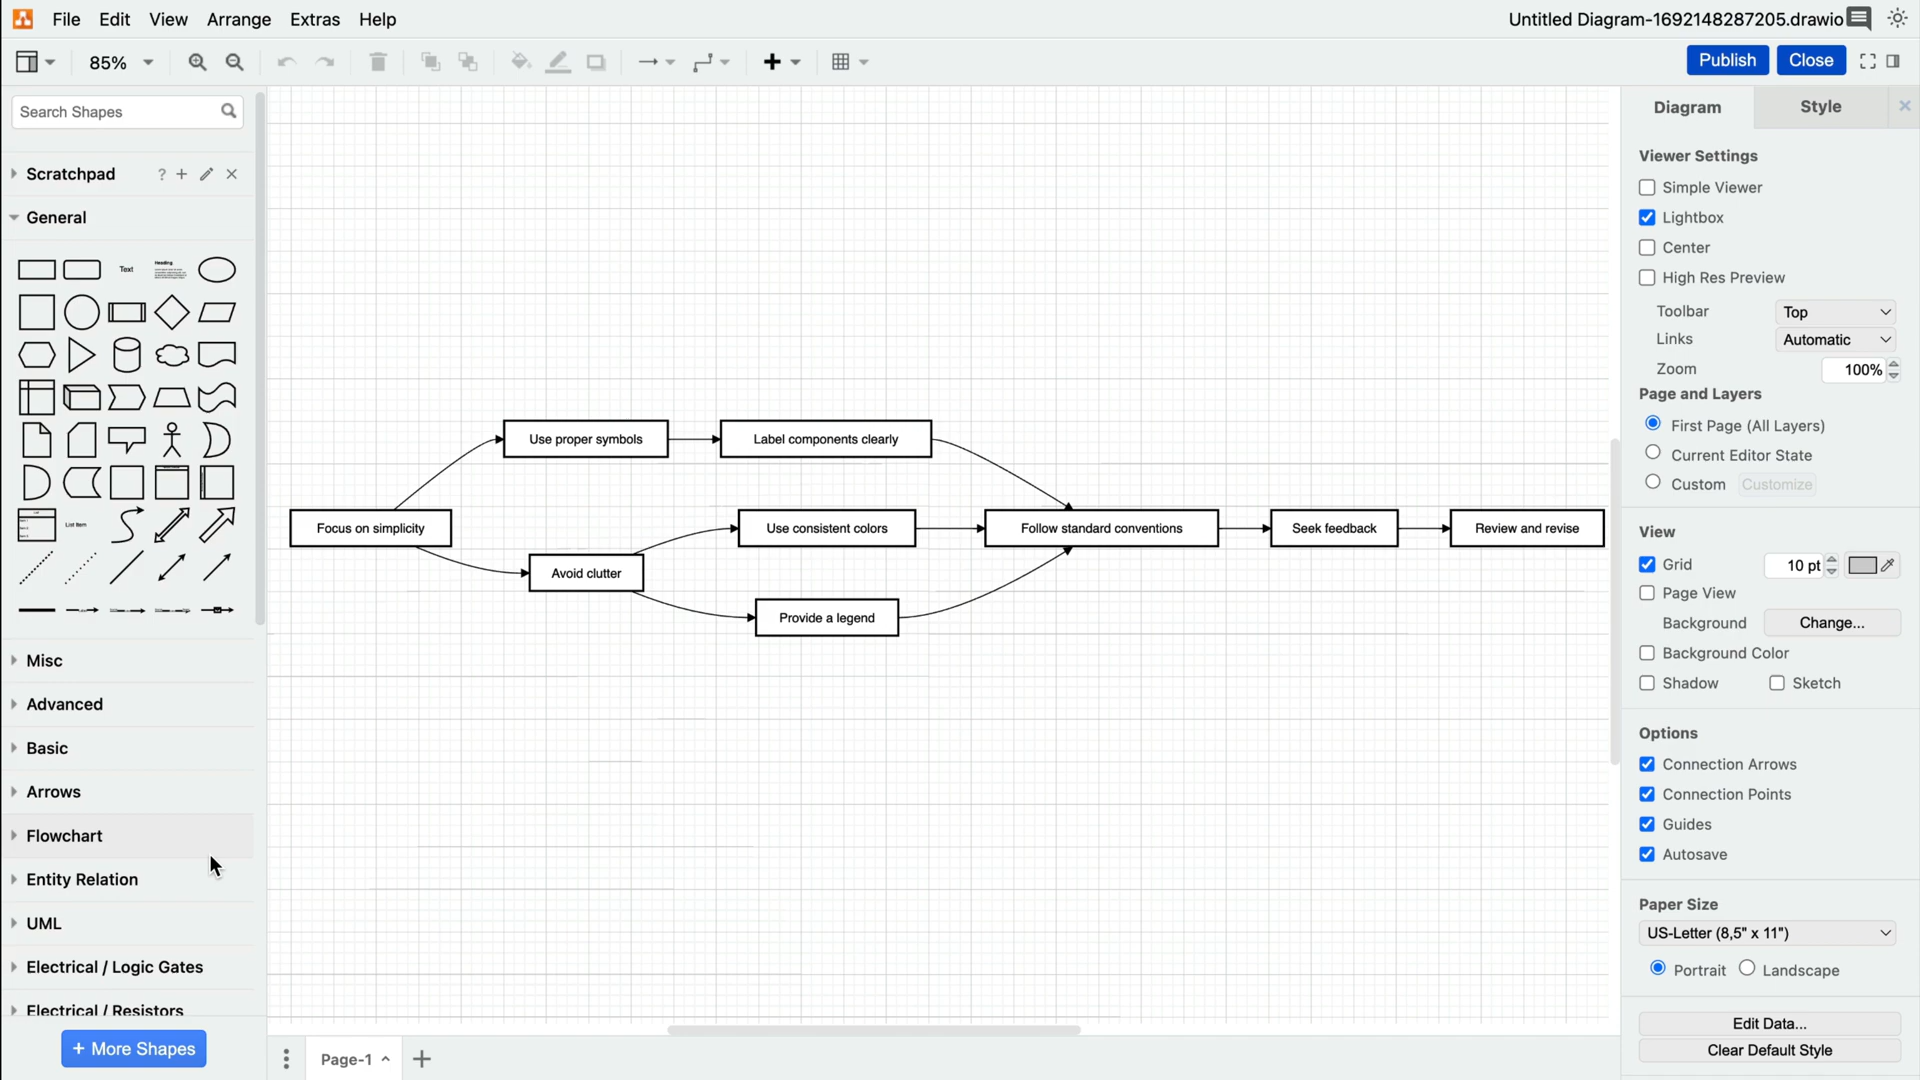 File Edit View Arrange Extras Help
Untitled Diagram-1692148287205.drawio
85%
Publish Close
Search Shapes
Scratchpad ? + ×
General
Text
Heading
List Item
Misc
Advanced
Basic
Arrows
Flowchart
Entity Relation
UML
Electrical / Logic Gates
Electrical / Resistors
+ More Shapes
Use proper symbols
Label components clearly
Focus on simplicity
Use consistent colors
Follow standard conventions
Seek feedback
Review and revise
Avoid clutter
Provide a legend
Page-1
Diagram Style
Viewer Settings
Simple Viewer
Lightbox
Center
High Res Preview
Toolbar Top
Links Automatic
Zoom 100%
Page and Layers
First Page (All Layers)
Current Editor State
Custom Customize
View
Grid 10 pt
Page View
Background Change...
Background Color
Shadow Sketch
Options
Connection Arrows
Connection Points
Guides
Autosave
Paper Size
US-Letter (8,5" x 11")
Portrait Landscape
Edit Data...
Clear Default Style